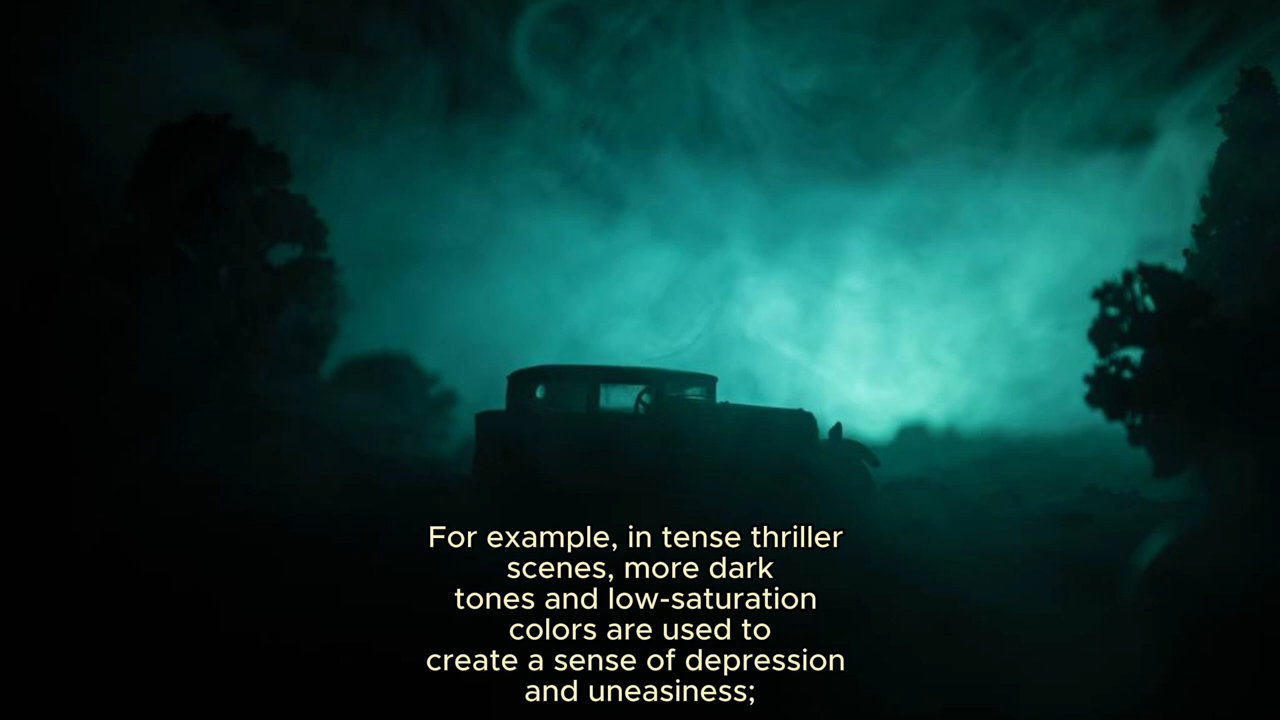 For example, in tense thriller
scenes, more dark
tones and low-saturation
colors are used to
create a sense of depression
and uneasiness;